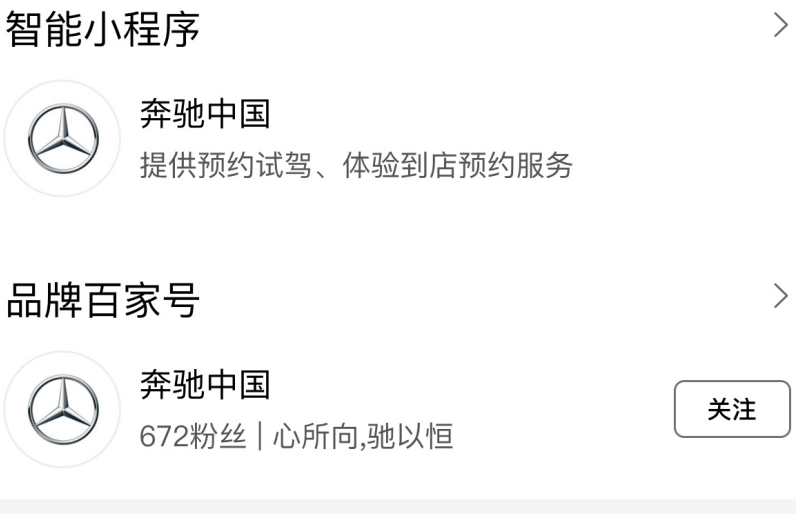 智能小程序
奔驰中国
提供预约试驾、体验到店预约服务
品牌百家号
奔驰中国
672粉丝 | 心所向,驰以恒
关注